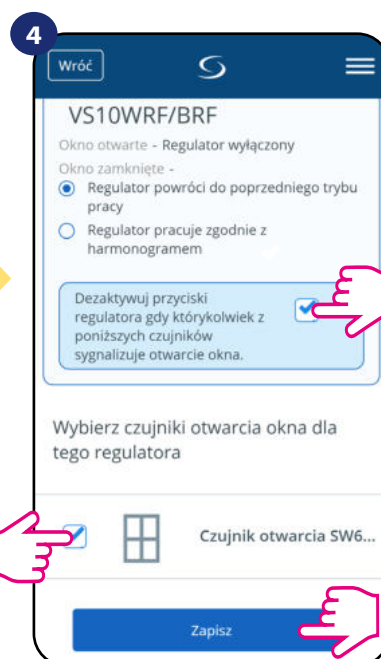 4
Wróć
VS10WRF/BRF
Okno otwarte - Regulator wyłączony
Okno zamknięte -
Regulator powróci do poprzedniego trybu
pracy
Regulator pracuje zgodnie z
harmonogramem
Dezaktywuj przyciski
regulatora gdy którykolwiek z
poniższych czujników
sygnalizuje otwarcie okna.
Wybierz czujniki otwarcia okna dla
tego regulatora
Czujnik otwarcia SW6...
Zapisz